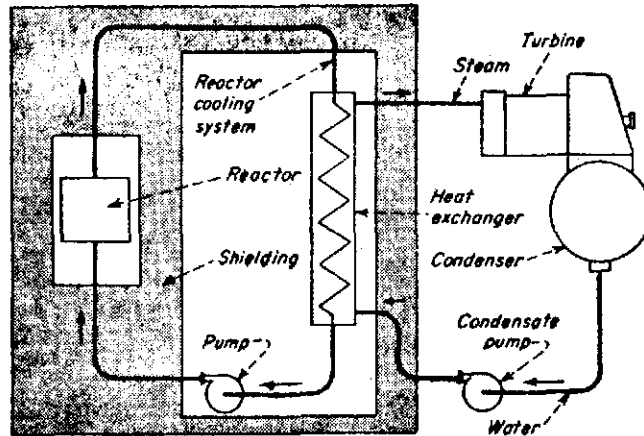 Reactor
cooling
system
Steam
Turbine
Reactor
Heat
exchanger
Shielding
Condenser
Pump
Condensate
pump
Water